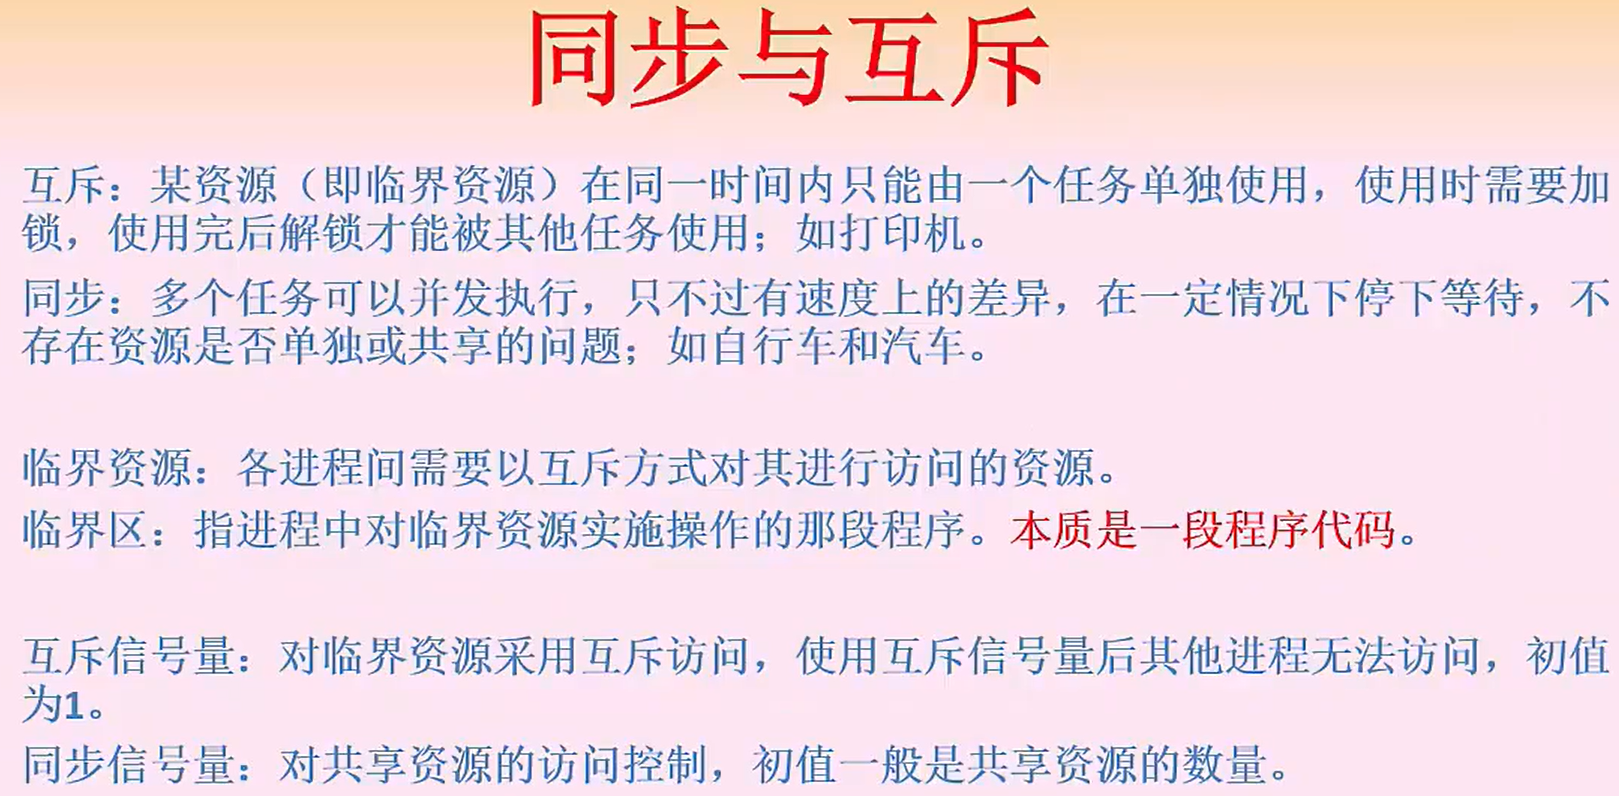 同步与互斥
互斥：某资源（即临界资源）在同一时间内只能由一个任务单独使用，使用时需要加
锁，使用完后解锁才能被其他任务使用；如打印机。
同步：多个任务可以并发执行，只不过有速度上的差异，在一定情况下停下等待，不
存在资源是否单独或共享的问题；如自行车和汽车。
临界资源：各进程间需要以互斥方式对其进行访问的资源。
临界区：指进程中对临界资源实施操作的那段程序。本质是一段程序代码。
互斥信号量：对临界资源采用互斥访问，使用互斥信号量后其他进程无法访问，初值
为1。
同步信号量：对共享资源的访问控制，初值一般是共享资源的数量。